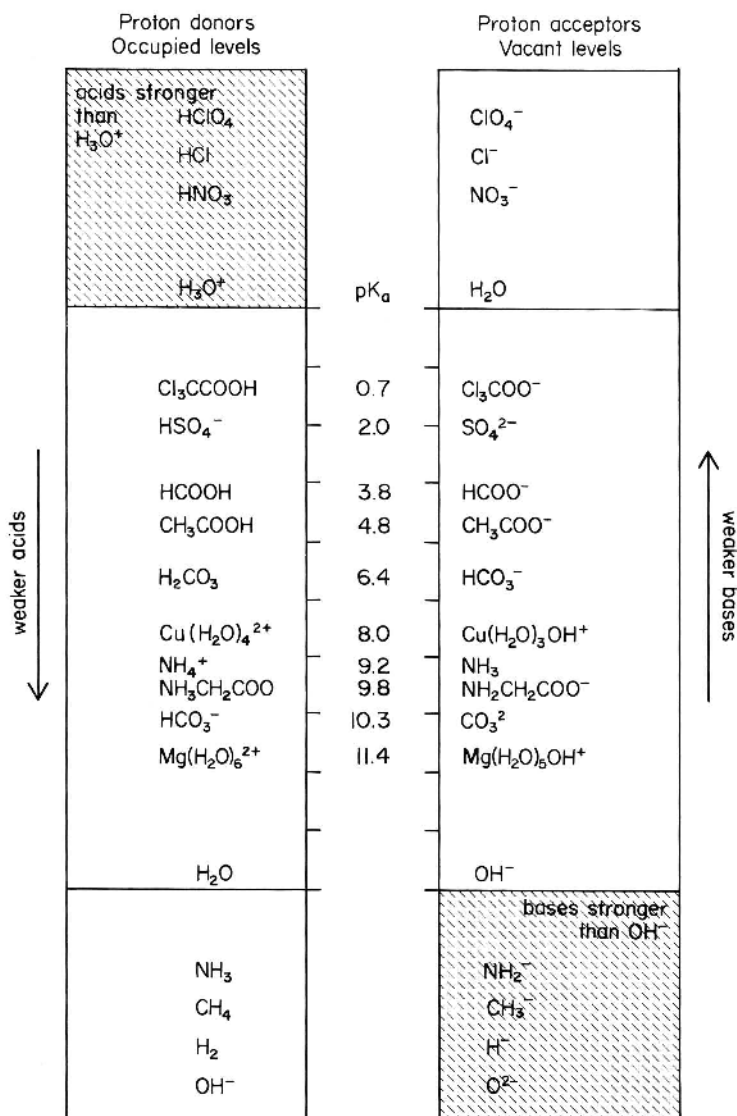 Proton donors
Occupied levels
Proton acceptors
Vacant levels
acids stronger
than HClO₄
H₃O⁺
HCl
HNO₃
H₃O⁺
ClO₄⁻
Cl⁻
NO₃⁻
pKₐ H₂O
Cl₃CCOOH 0.7 Cl₃COO⁻
HSO₄⁻ 2.0 SO₄²⁻
HCOOH 3.8 HCOO⁻
CH₃COOH 4.8 CH₃COO⁻
H₂CO₃ 6.4 HCO₃⁻
Cu(H₂O)₄²⁺ 8.0 Cu(H₂O)₃OH⁺
NH₄⁺ 9.2 NH₃
NH₃CH₂COO 9.8 NH₂CH₂COO⁻
HCO₃⁻ 10.3 CO₃²
Mg(H₂O)₆²⁺ 11.4 Mg(H₂O)₅OH⁺
H₂O OH⁻
weaker acids
weaker bases
bases stronger
than OH⁻
NH₃ NH₂⁻
CH₄ CH₃⁻
H₂ H⁻
OH⁻ O²⁻